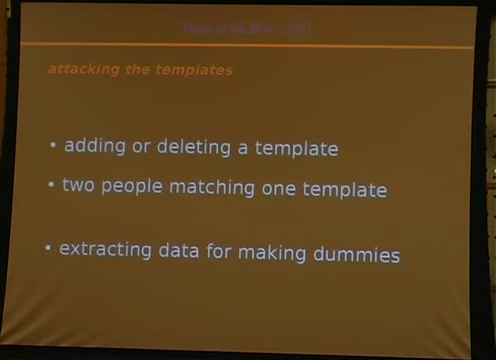 attacking the templates
• adding or deleting a template
• two people matching one template
• extracting data for making dummies